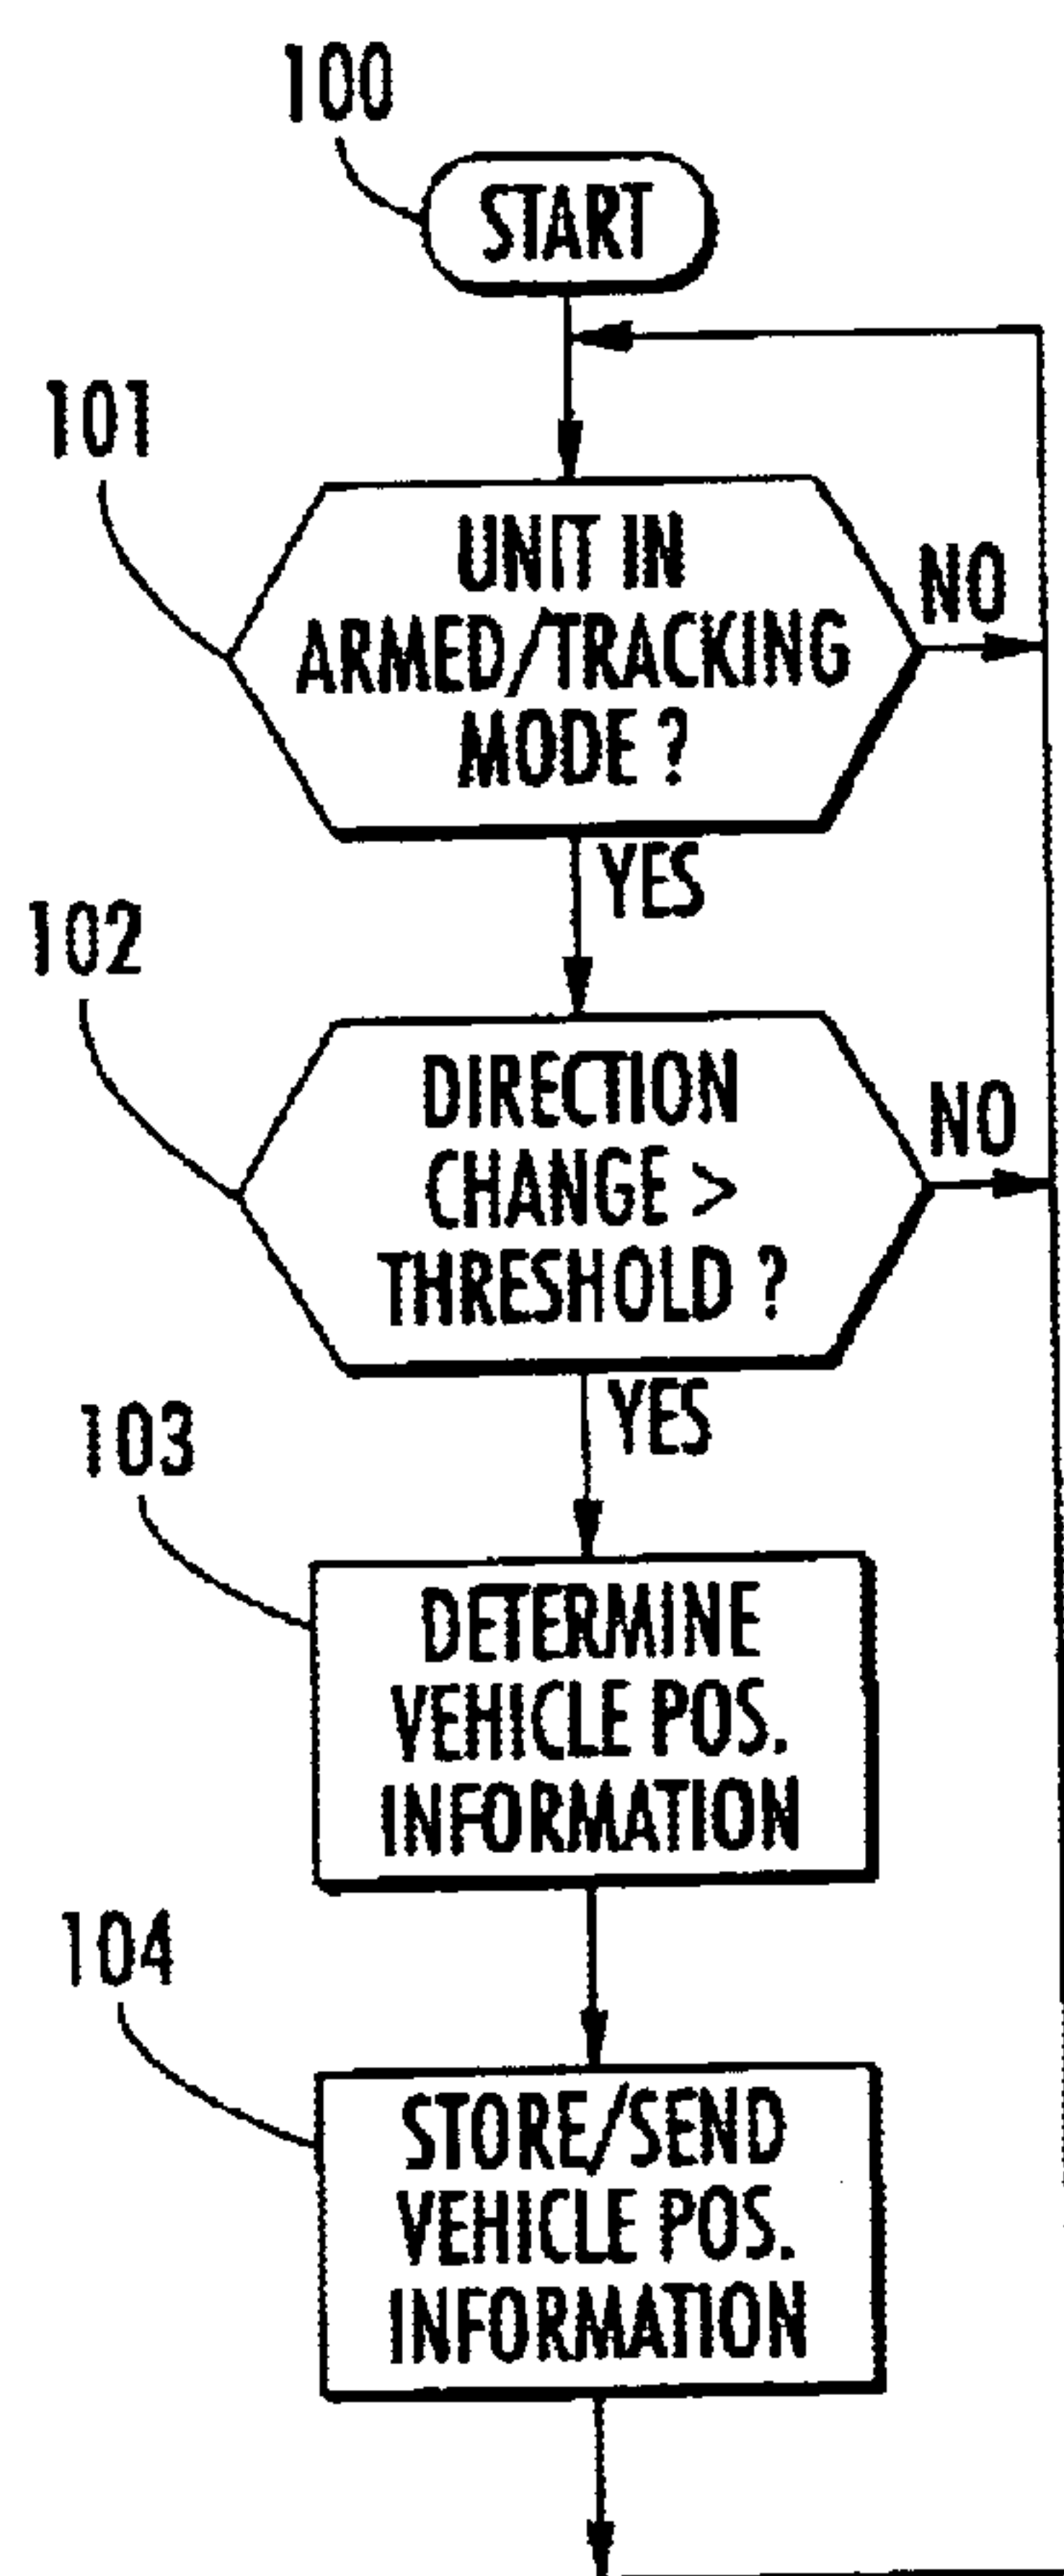 100
START
101
UNIT IN
ARMED/TRACKING
MODE ?
NO
YES
102
DIRECTION
CHANGE >
THRESHOLD ?
NO
YES
103
DETERMINE
VEHICLE POS.
INFORMATION
104
STORE/SEND
VEHICLE POS.
INFORMATION